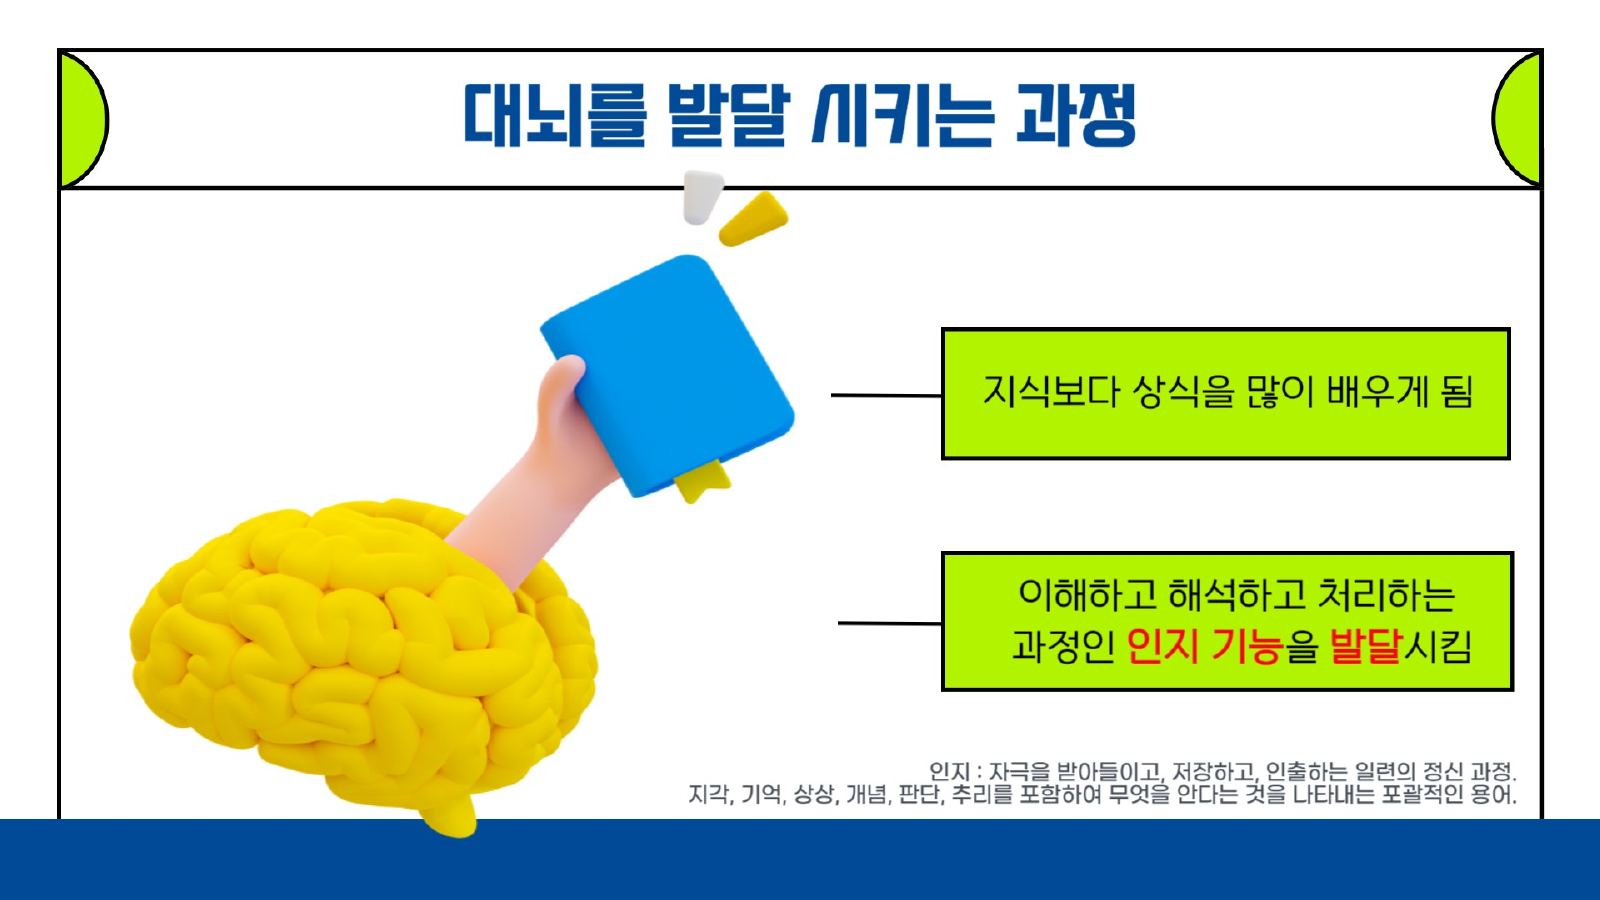 대뇌를 발달 시키는 과정
지식보다 상식을 많이 배우게 됨
이해하고 해석하고 처리하는
과정인 인지 기능을 발달시킴
인지 : 자극을 받아들이고, 저장하고, 인출하는 일련의 정신 과정.
지각, 기억, 상상, 개념, 판단, 추리를 포함하여 무엇을 안다는 것을 나타내는 포괄적인 용어.